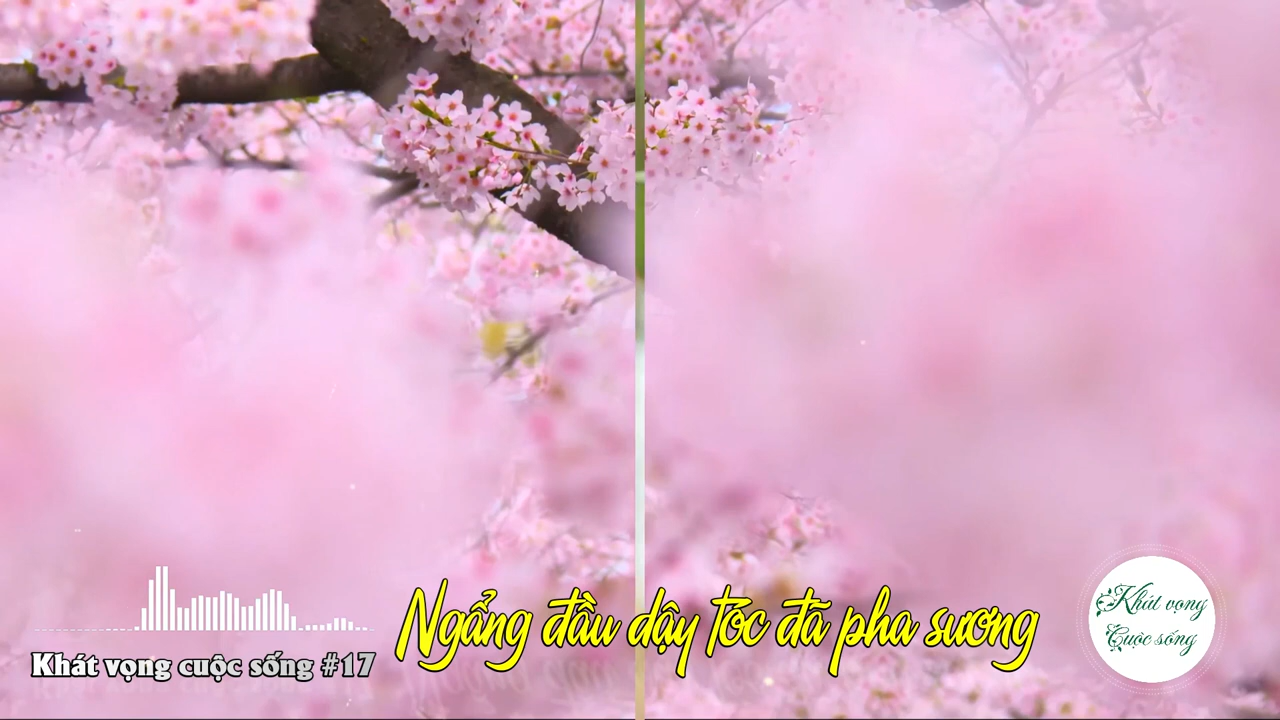 Ngẩng đầu dậy tóc đã pha sương
Khát vọng cuộc sống #17
Khát vọng
Cuộc sống